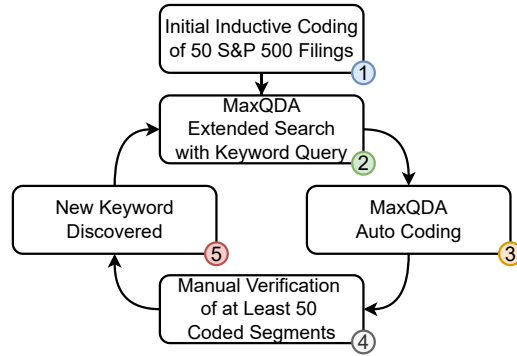 Initial Inductive Coding
of 50 S&P 500 Filings
1
MaxQDA
Extended Search
with Keyword Query
2
MaxQDA
Auto Coding
3
Manual Verification
of at Least 50
Coded Segments
4
New Keyword
Discovered
5